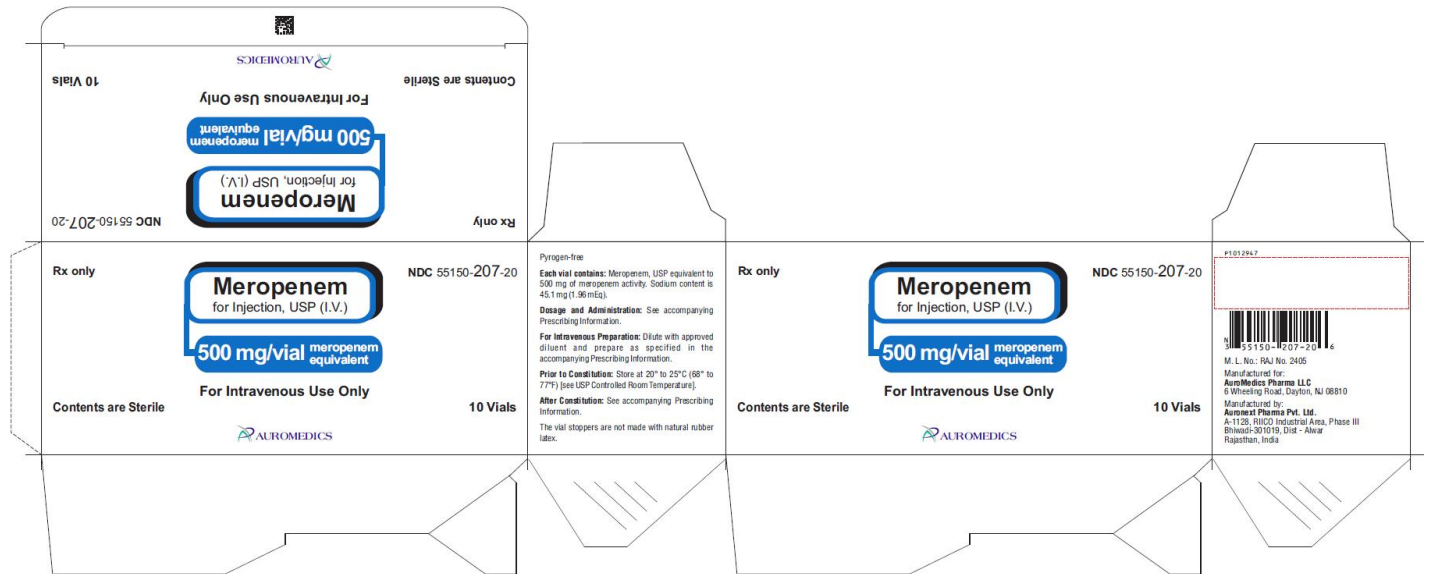 AUROMEDICS
10 Vials
Contents are Sterile
For Intravenous Use Only
500 mg/vial meropenem
equivalent
Meropenem
for Injection, USP (I.V.)
NDC 55150-207-20
Rx only
Rx only
NDC 55150-207-20
Meropenem
for Injection, USP (I.V.)
500 mg/vial meropenem
equivalent
For Intravenous Use Only
Contents are Sterile
10 Vials
AUROMEDICS
Pyrogen-free
Each vial contains: Meropenem, USP equivalent to
500 mg of meropenem activity. Sodium content is
45.1 mg (1.96 mEq).
Dosage and Administration: See accompanying
Prescribing Information.
For Intravenous Preparation: Dilute with approved
diluent and prepare as specified in the
accompanying Prescribing Information.
Prior to Constitution: Store at 20° to 25°C (68° to
77°F) [see USP Controlled Room Temperature].
After Constitution: See accompanying Prescribing
Information.
The vial stoppers are not made with natural rubber
latex.
Rx only
NDC 55150-207-20
Meropenem
for Injection, USP (I.V.)
500 mg/vial meropenem
equivalent
For Intravenous Use Only
Contents are Sterile
10 Vials
AUROMEDICS
P1012947
N
3 55150-207-20 6
M. L. No.: RAJ No. 2405
Manufactured for:
AuroMedics Pharma LLC
6 Wheeling Road, Dayton, NJ 08810
Manufactured by:
Auronext Pharma Pvt. Ltd.
A-1128, RIICO Industrial Area, Phase III
Bhiwadi-301019, Dist - Alwar
Rajasthan, India